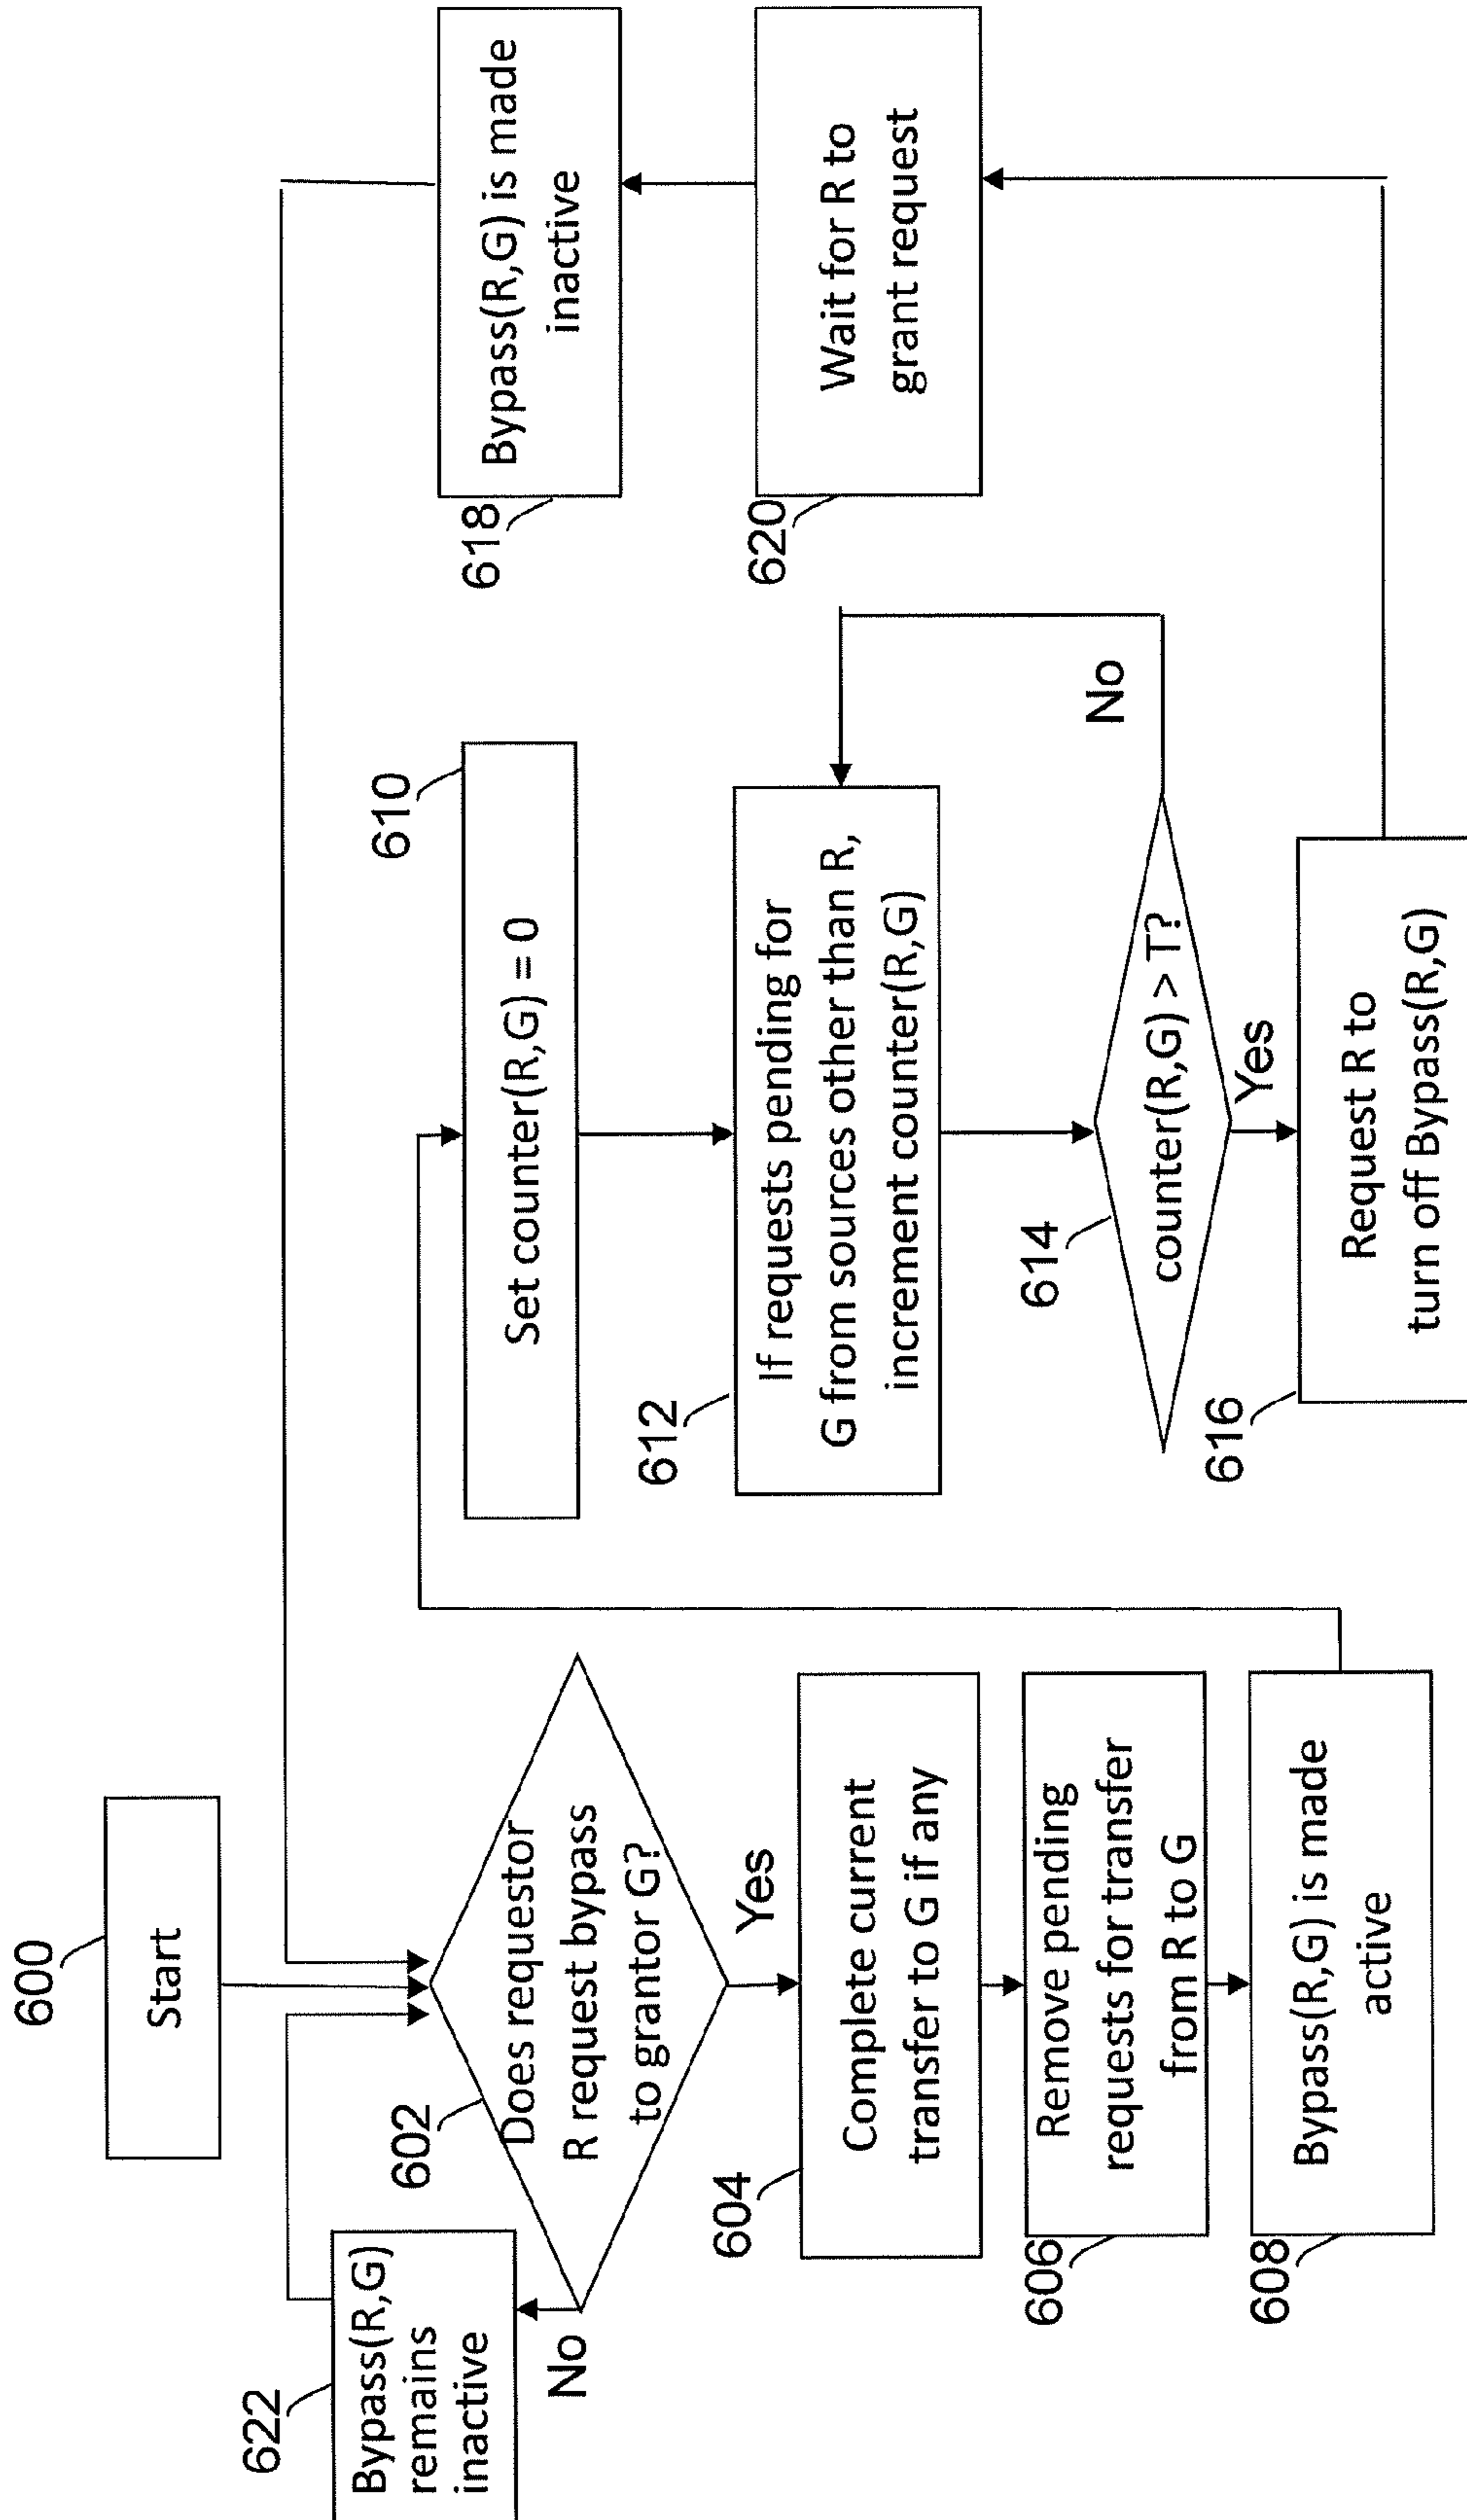 600
Start
622
Bypass(R,G)
remains
inactive
No
602
Does requestor
R request bypass
to grantor G?
Yes
604
Complete current
transfer to G if any
606
Remove pending
requests for transfer
from R to G
608
Bypass(R,G) is made
active
610
Set counter(R,G) = 0
612
If requests pending for
G from sources other than R,
increment counter(R,G)
614
counter(R,G) > T?
No
Yes
616
Request R to
turn off Bypass(R,G)
618
Bypass(R,G) is made
inactive
620
Wait for R to
grant request